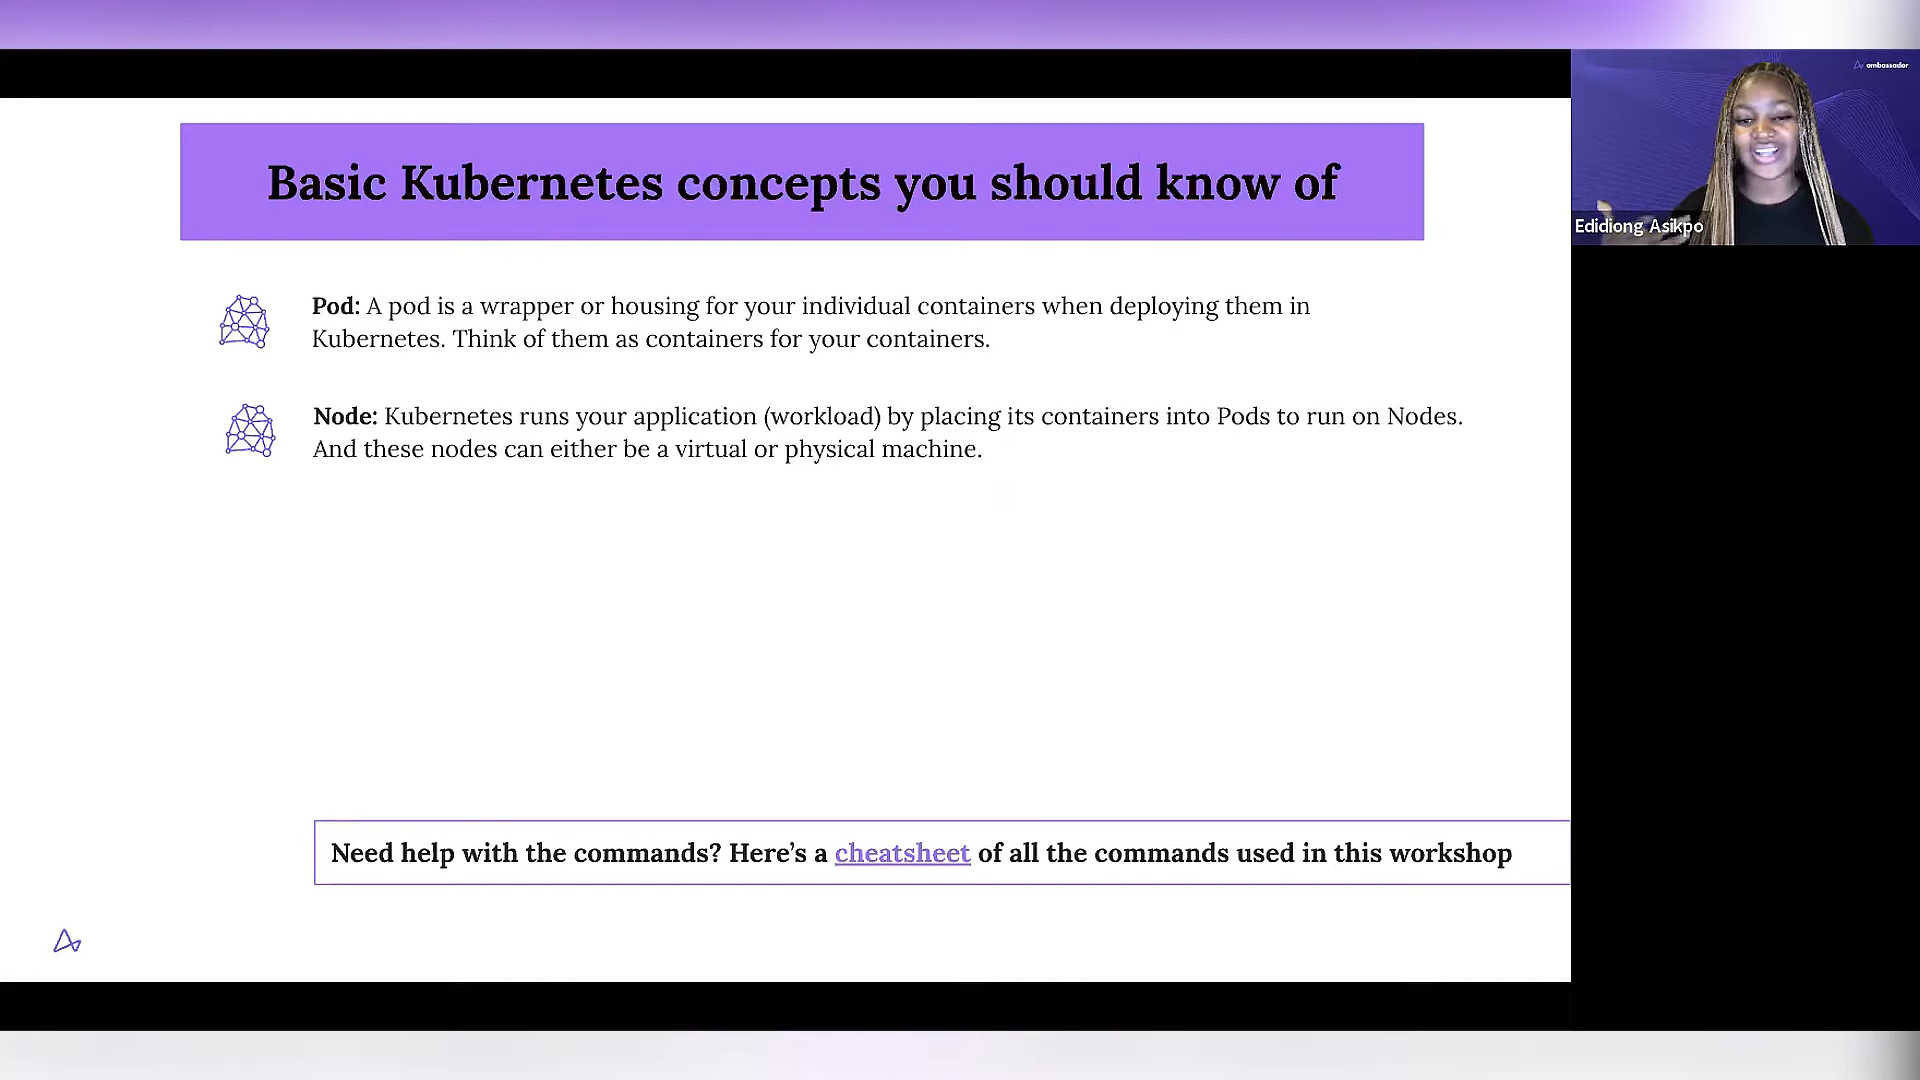 Basic Kubernetes concepts you should know of
Pod: A pod is a wrapper or housing for your individual containers when deploying them in
Kubernetes. Think of them as containers for your containers.
Node: Kubernetes runs your application (workload) by placing its containers into Pods to run on Nodes.
And these nodes can either be a virtual or physical machine.
Need help with the commands? Here’s a cheatsheet of all the commands used in this workshop
ambassador
Edidiong Asikpo